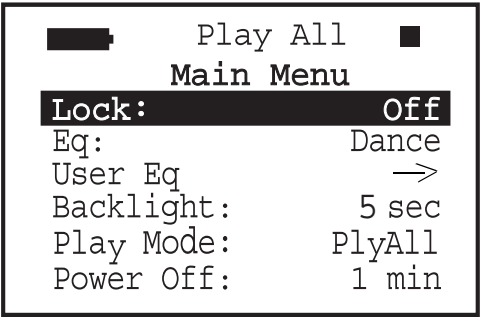 Play All
Main Menu
Lock: Off
Eq: Dance
User Eq →
Backlight: 5 sec
Play Mode: PlyAll
Power Off: 1 min